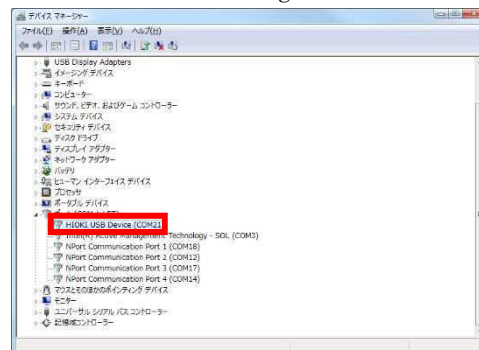 デバイス マネージャー
ファイル(F) 操作(A) 表示(V) ヘルプ(H)
USB Display Adapters
イメージング デバイス
キーボード
コンピューター
サウンド、ビデオ、およびゲーム コントローラー
システム デバイス
セキュリティ デバイス
ディスク ドライブ
ディスプレイ アダプター
ネットワーク アダプター
バッテリ
ヒューマン インターフェイス デバイス
プロセッサ
ポータブル デバイス
HIOKI USB Device (COM21
Technology - SOL (COM3)
NPort Communication Port 1 (COM18)
NPort Communication Port 2 (COM12)
NPort Communication Port 3 (COM17)
NPort Communication Port 4 (COM14)
マウスとそのほかのポインティング デバイス
モニター
ユニバーサル シリアル バス コントローラー
記憶域コントローラー